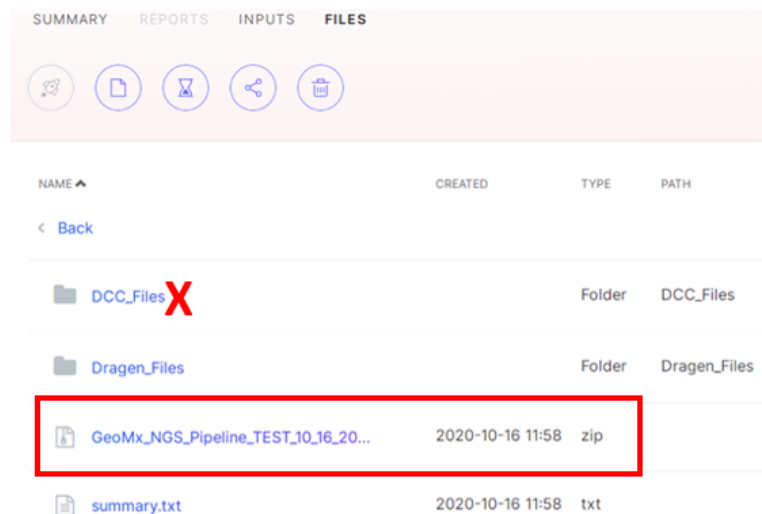 SUMMARY REPORTS INPUTS FILES
NAME CREATED TYPE PATH
< Back
DCC_Files X Folder DCC_Files
Dragen_Files Folder Dragen_Files
GeoMx_NGS_Pipeline_TEST_10_16_20... 2020-10-16 11:58 zip
summary.txt 2020-10-16 11:58 txt